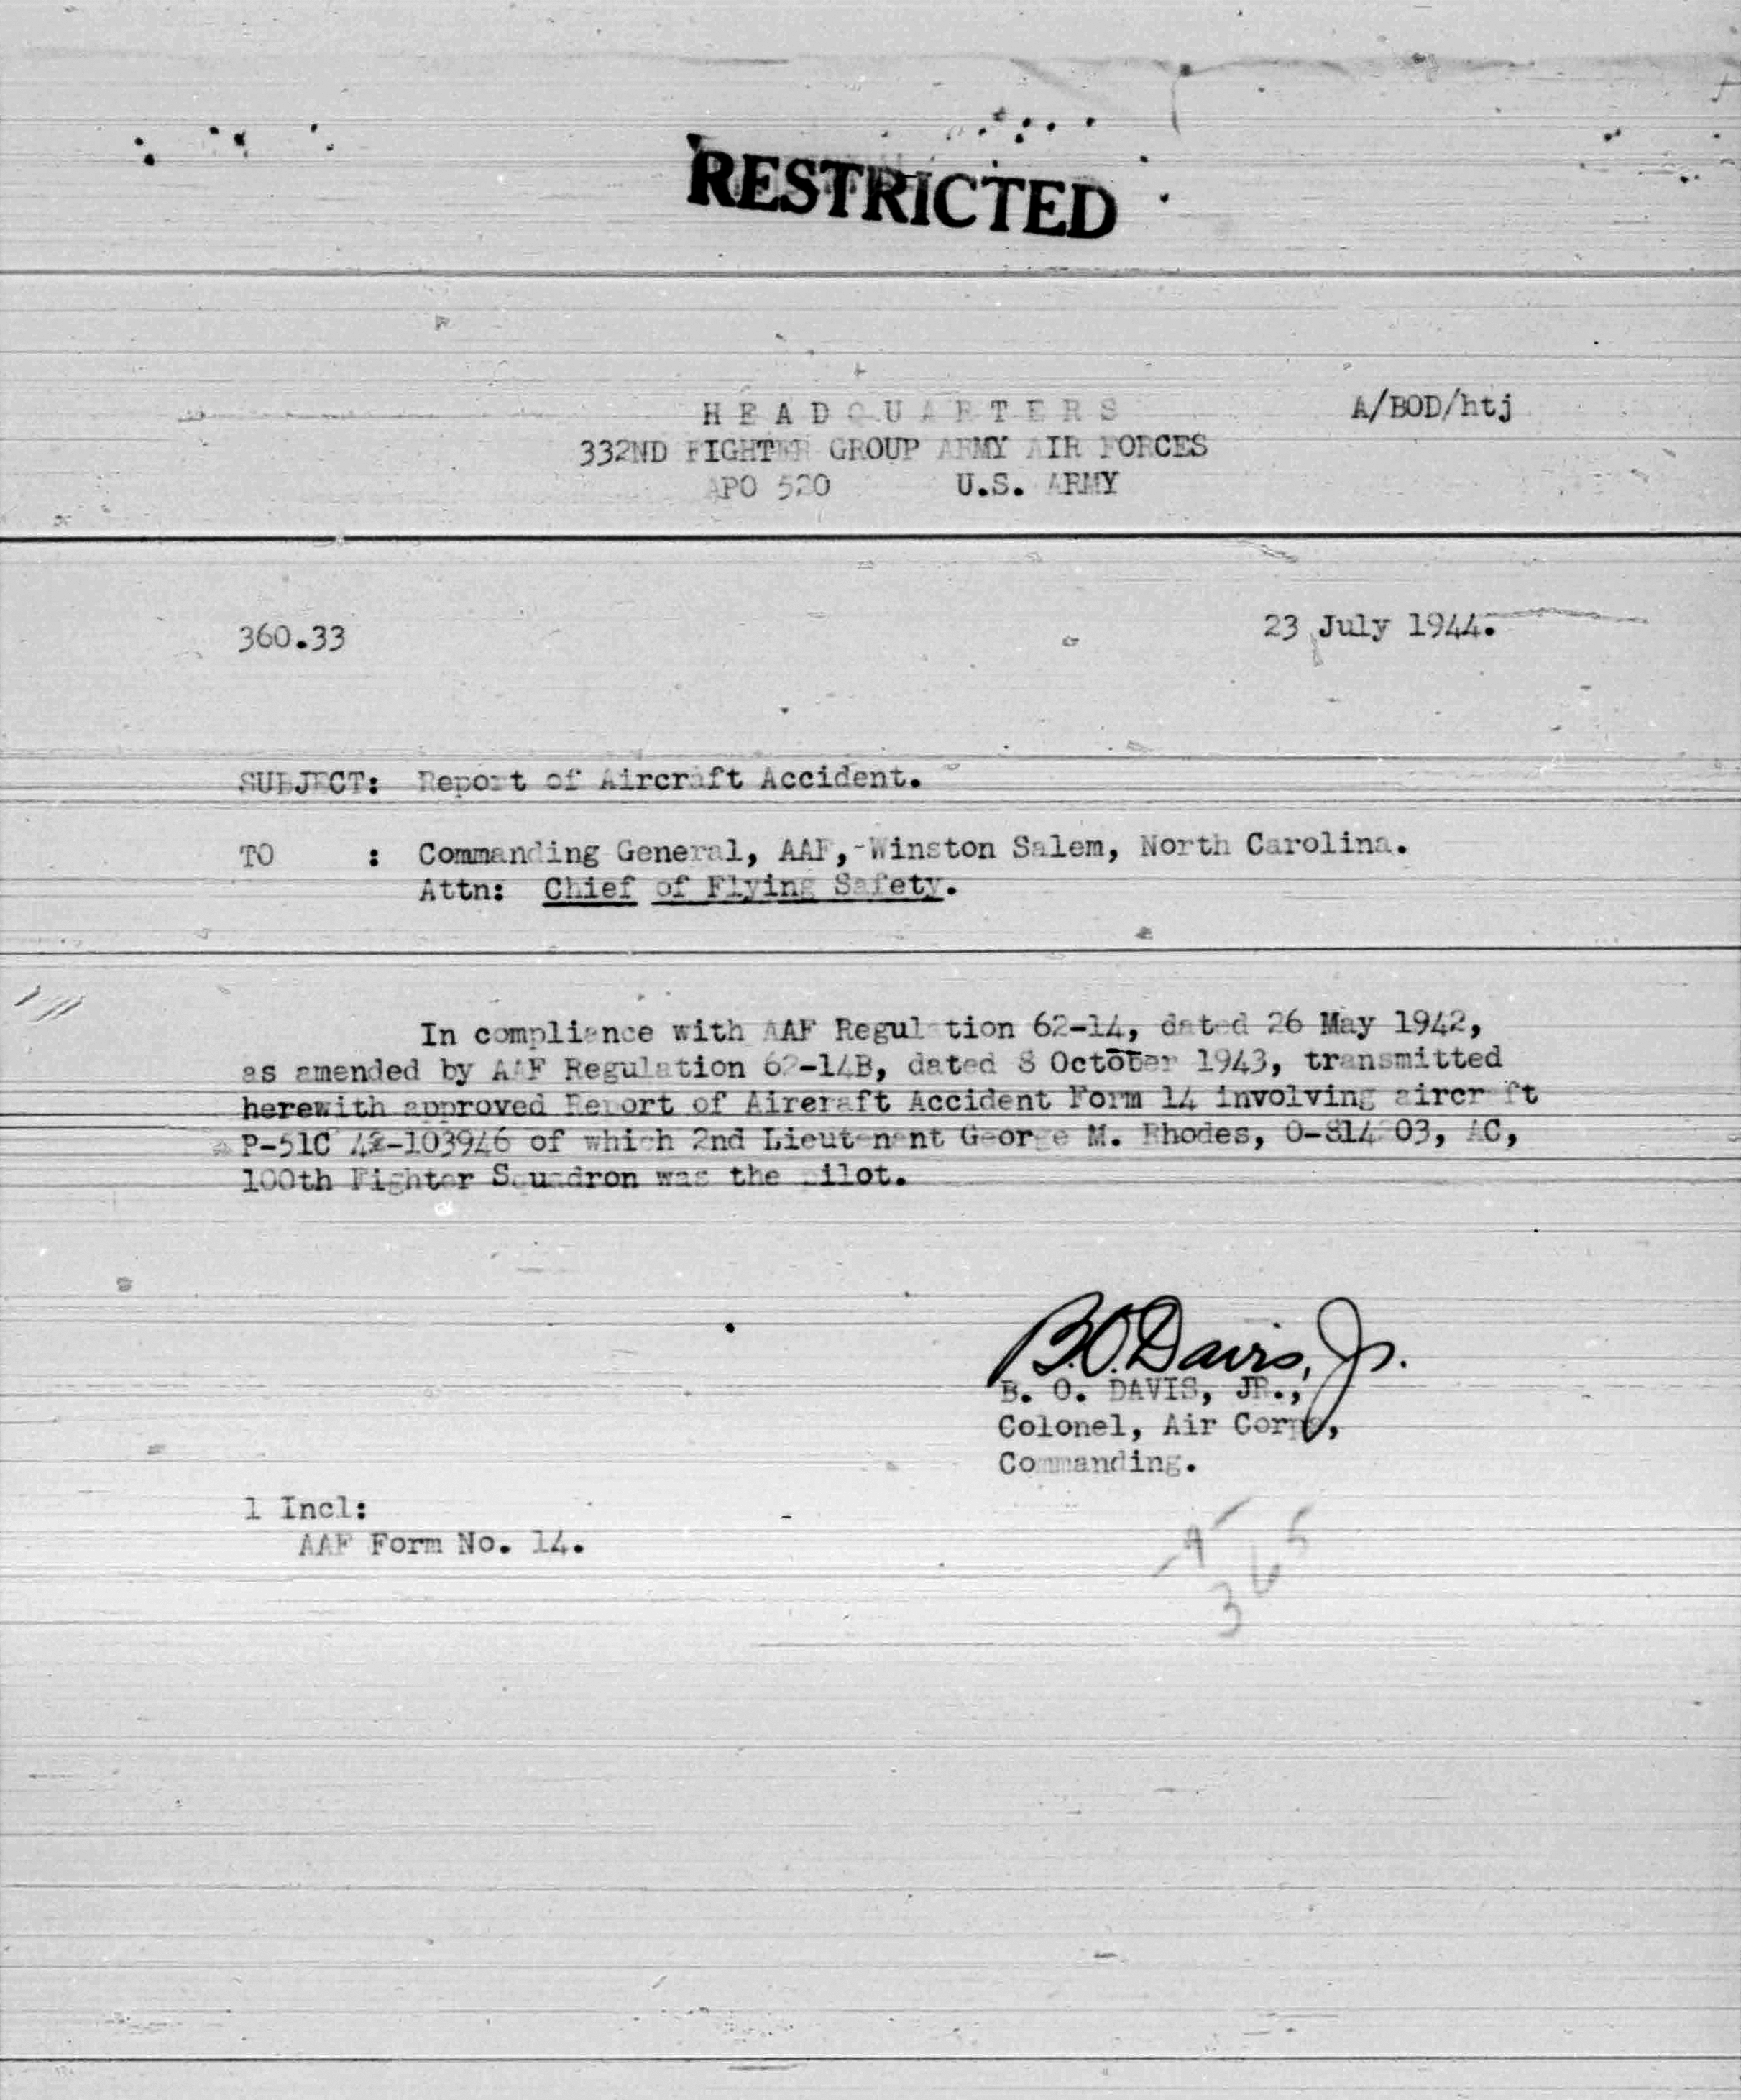 RESTRICTED
HEADQUARTERS A/BOD/htj
332ND FIGHTER GROUP ARMY AIR FORCES
APO 520 U.S. ARMY
360.33 23 July 1944.
SUBJECT: Report of Aircraft Accident.
TO : Commanding General, AAF, Winston Salem, North Carolina.
Attn: Chief of Flying Safety.
In compliance with AAF Regulation 62-14, dated 26 May 1942,
as amended by AAF Regulation 62-14B, dated 8 October 1943, transmitted
herewith approved Report of Aireraft Accident Form 14 involving aircraft
P-51C 42-103946 of which 2nd Lieutenant George M. Rhodes, AC,
100th Fighter Squadron was the pilot.
B.O. Davis, Jr.
B. O. DAVIS, JR.,
Colonel, Air Corps,
Commanding.
1 Incl:
AAF Form No. 14.
365